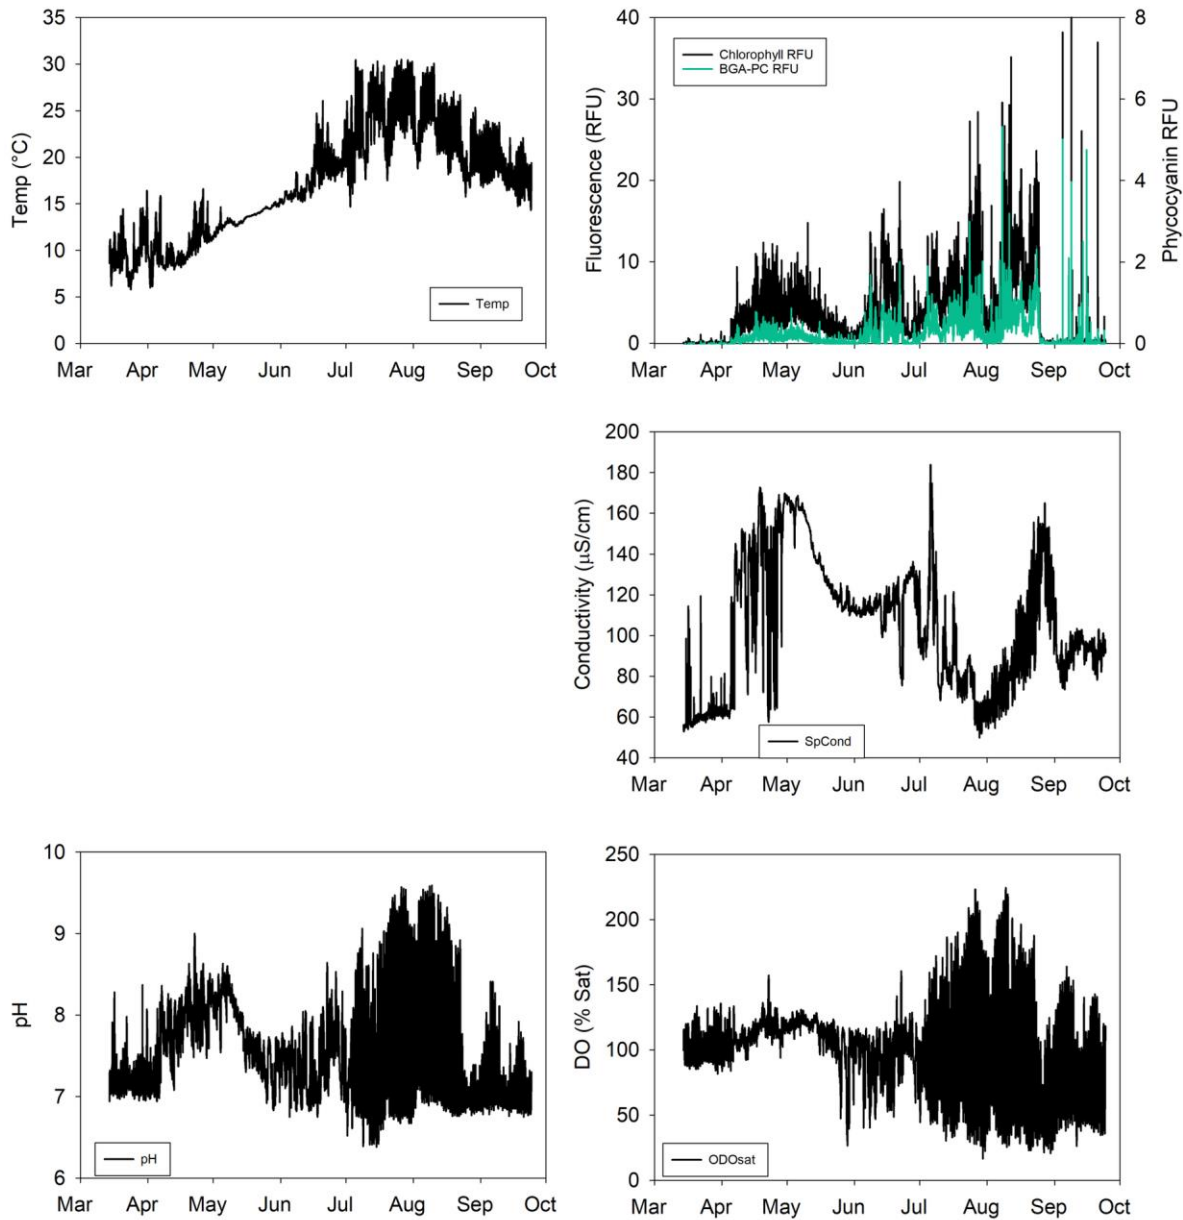 Temp (°C)
35
30
25
20
15
10
5
0
Temp
Mar Apr May Jun Jul Aug Sep Oct
Fluorescence (RFU)
40
30
20
10
0
Chlorophyll RFU
BGA-PC RFU
8
6
4
2
0
Phycocyanin RFU
Mar Apr May Jun Jul Aug Sep Oct
Conductivity (µS/cm)
200
180
160
140
120
100
80
60
40
SpCond
Mar Apr May Jun Jul Aug Sep Oct
pH
10
9
8
7
6
pH
Mar Apr May Jun Jul Aug Sep Oct
DO (% Sat)
250
200
150
100
50
0
ODOsat
Mar Apr May Jun Jul Aug Sep Oct